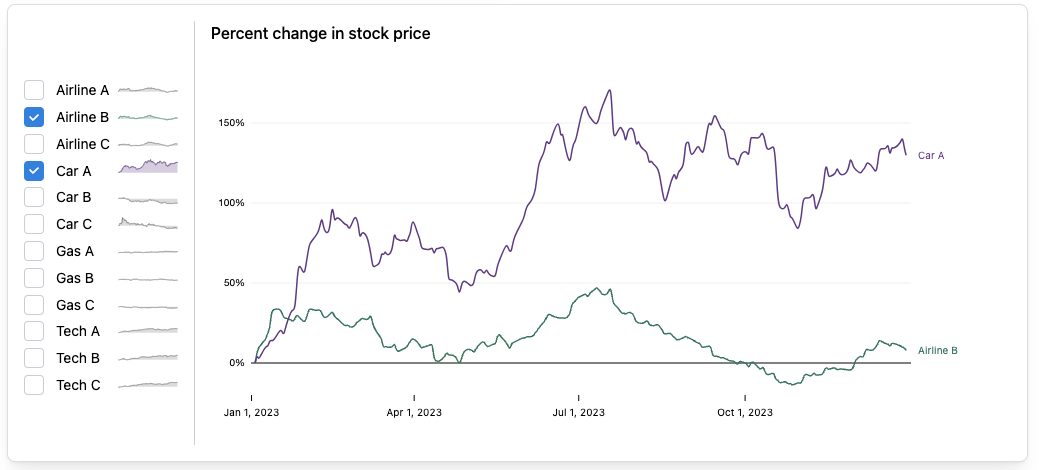 Percent change in stock price
Airline A
Airline B
Airline C
Car A
Car B
Car C
Gas A
Gas B
Gas C
Tech A
Tech B
Tech C
150%
100%
50%
0%
Car A
Airline B
Jan 1, 2023
Apr 1, 2023
Jul 1, 2023
Oct 1, 2023